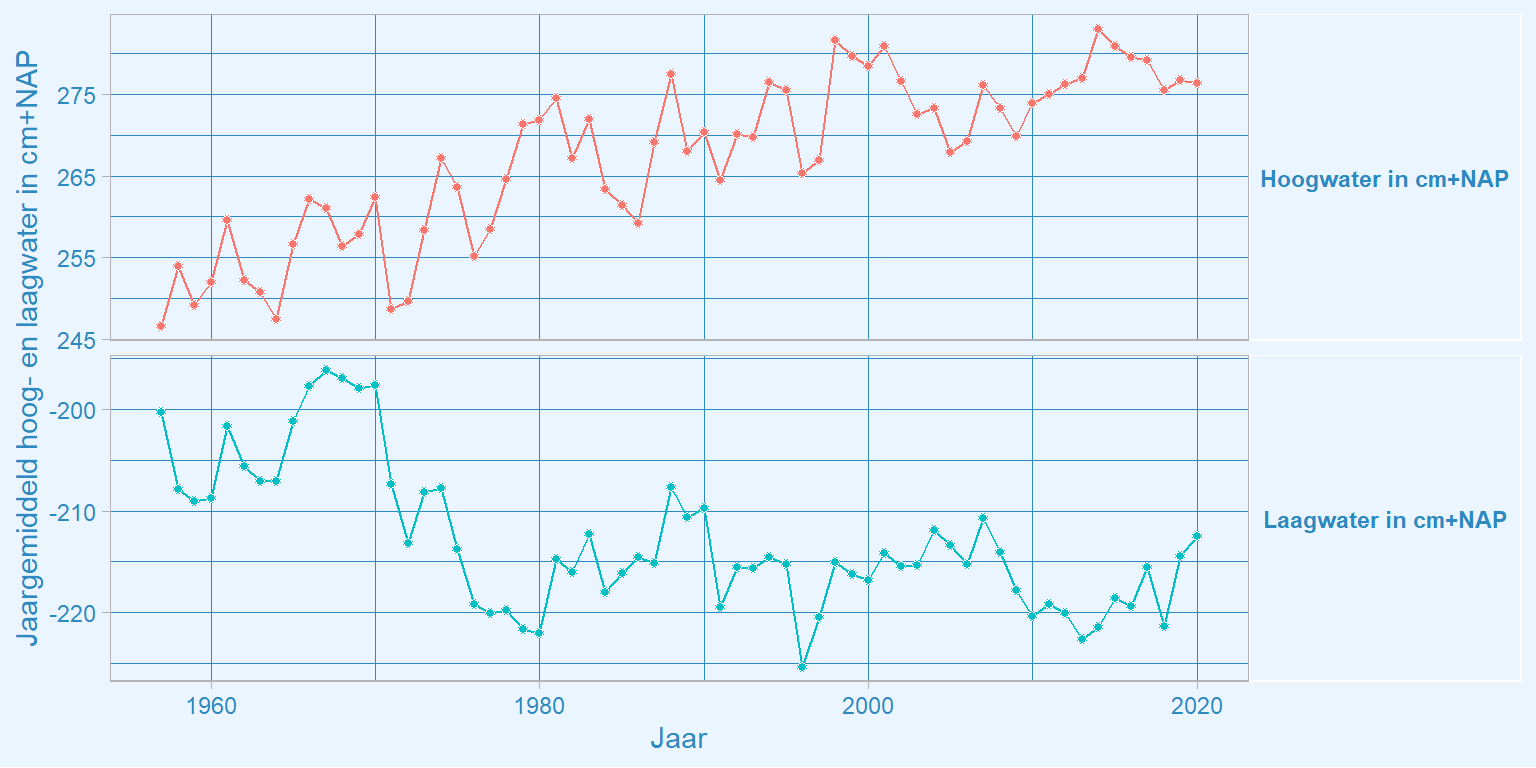 Jaargemiddeld hoog- en laagwater in cm+NAP
275
265
255
245
Hoogwater in cm+NAP
-200
-210
-220
Laagwater in cm+NAP
1960 1980 2000 2020
Jaar